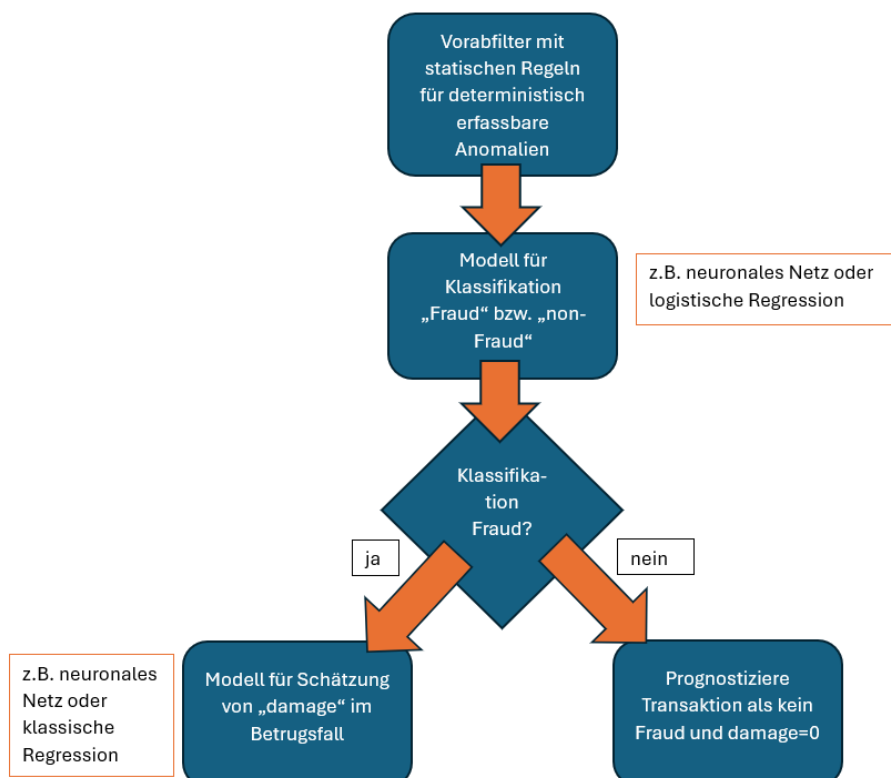 Vorabfilter mit
statischen Regeln
für deterministisch
erfassbare
Anomalien
Modell für
Klassifikation
„Fraud“ bzw. „non-
Fraud“
z.B. neuronales Netz oder
logistische Regression
Klassifika-
tion
Fraud?
ja
nein
z.B. neuronales
Netz oder
klassische
Regression
Modell für Schätzung
von „damage“ im
Betrugsfall
Prognostiziere
Transaktion als kein
Fraud und damage=0